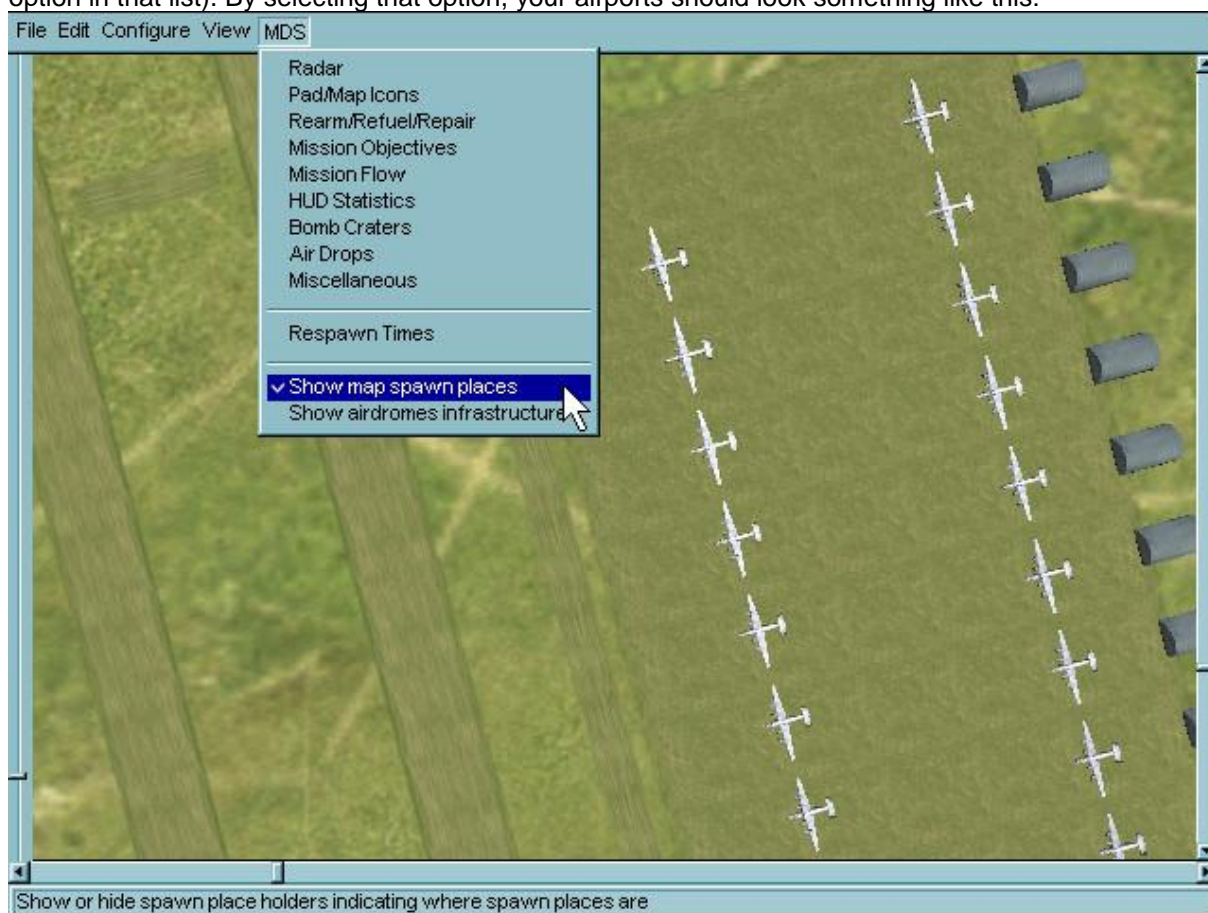 option in that list). By selecting that option, your airports should look something like this:
File Edit Configure View MDS
Radar
Pad/Map Icons
Rearm/Refuel/Repair
Mission Objectives
Mission Flow
HUD Statistics
Bomb Craters
Air Drops
Miscellaneous
Respawn Times
Show map spawn places
Show airdromes infrastructure
Show or hide spawn place holders indicating where spawn places are